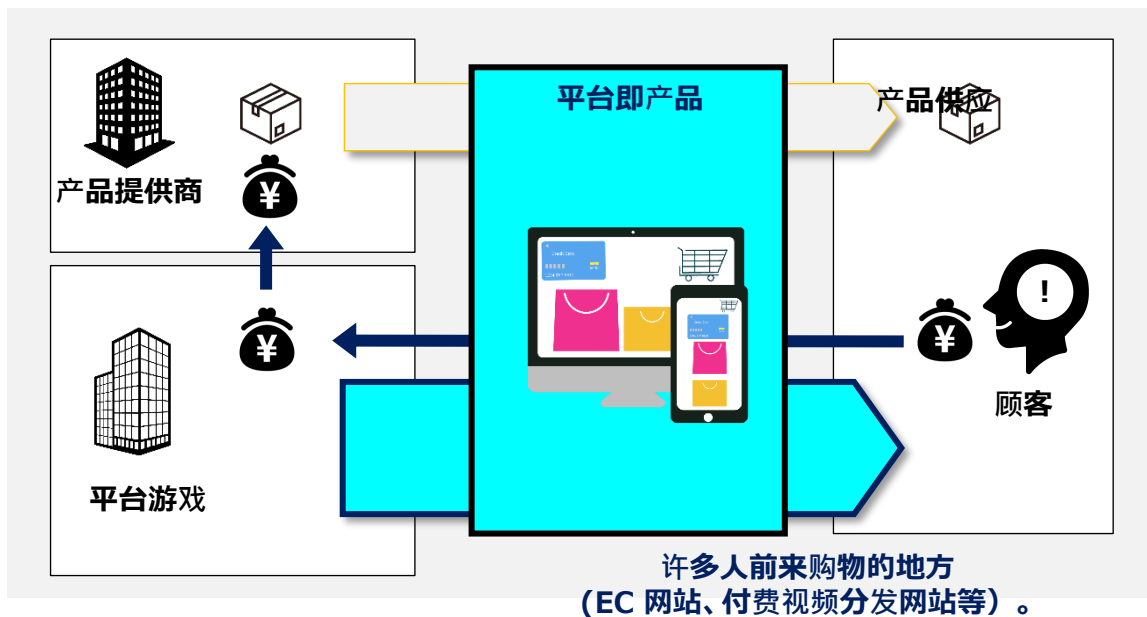 平台即产品
产品供应
产品提供商
¥
¥
¥
!
顾客
平台游戏
许多人前来购物的地方
（EC 网站、付费视频分发网站等）。